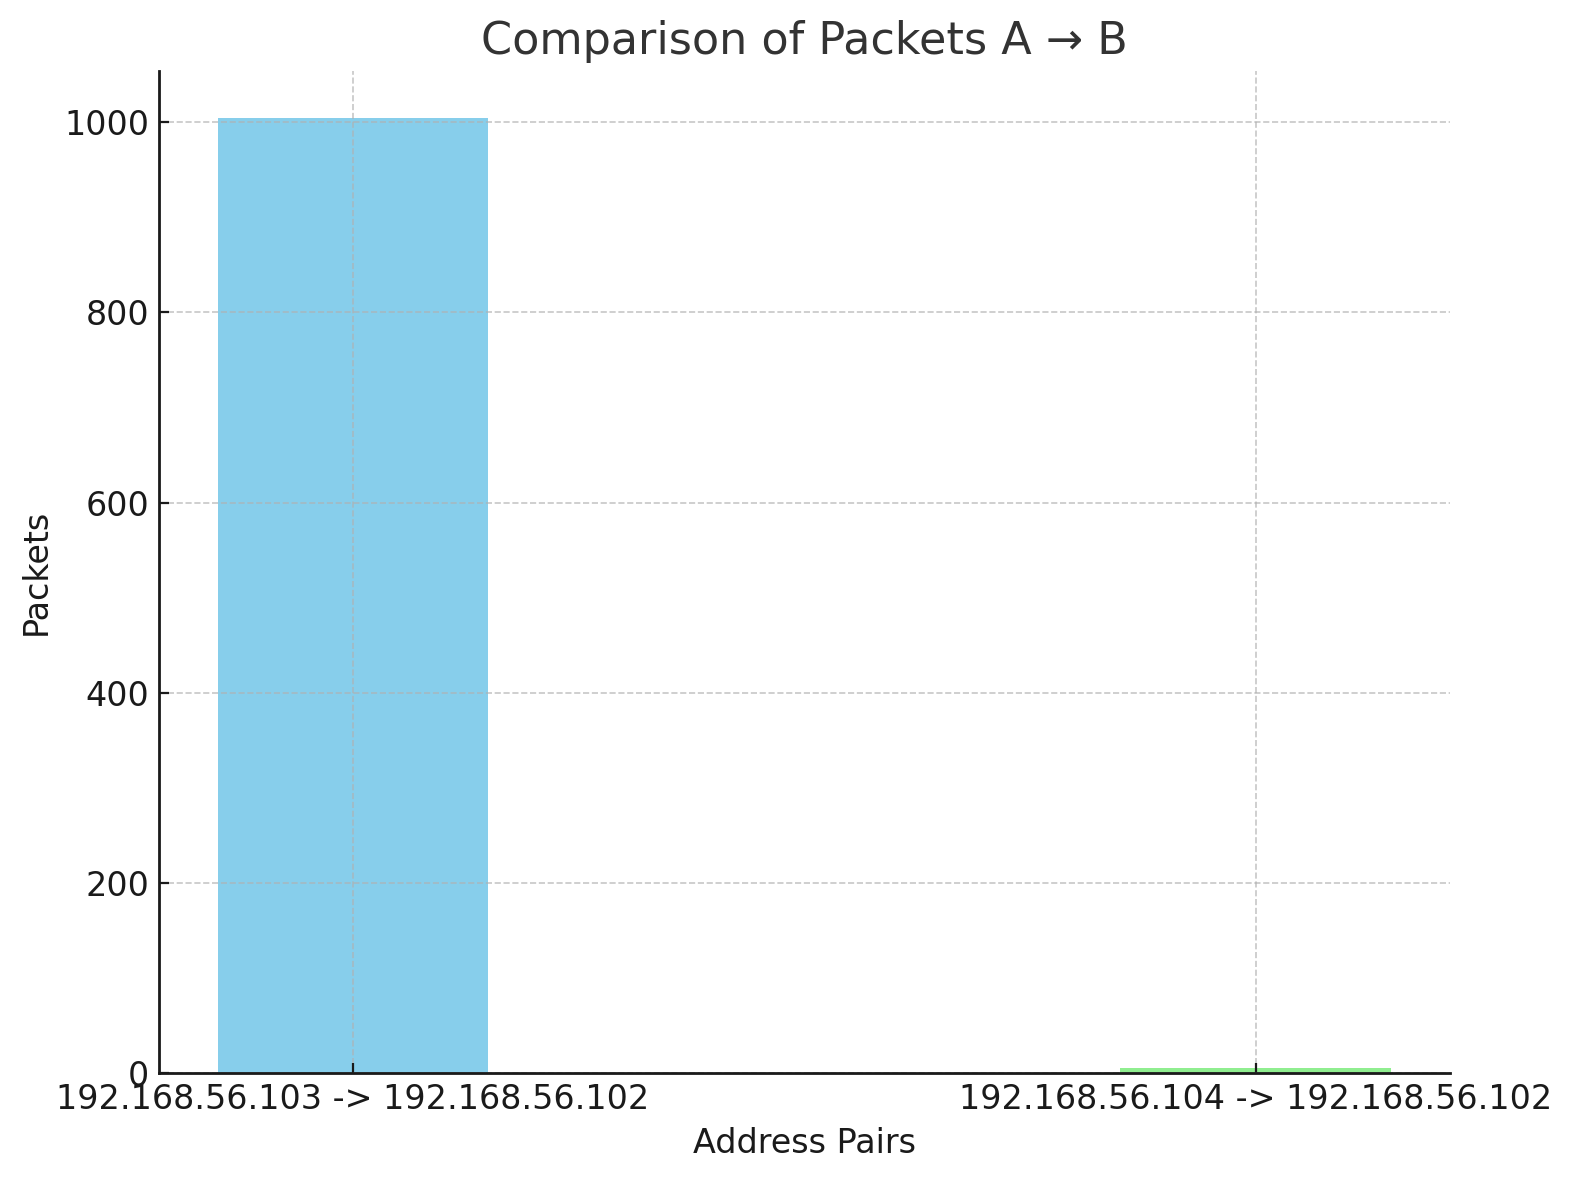 Comparison of Packets A → B
1000
800
600
400
200
0
Packets
192.168.56.103 -> 192.168.56.102
192.168.56.104 -> 192.168.56.102
Address Pairs